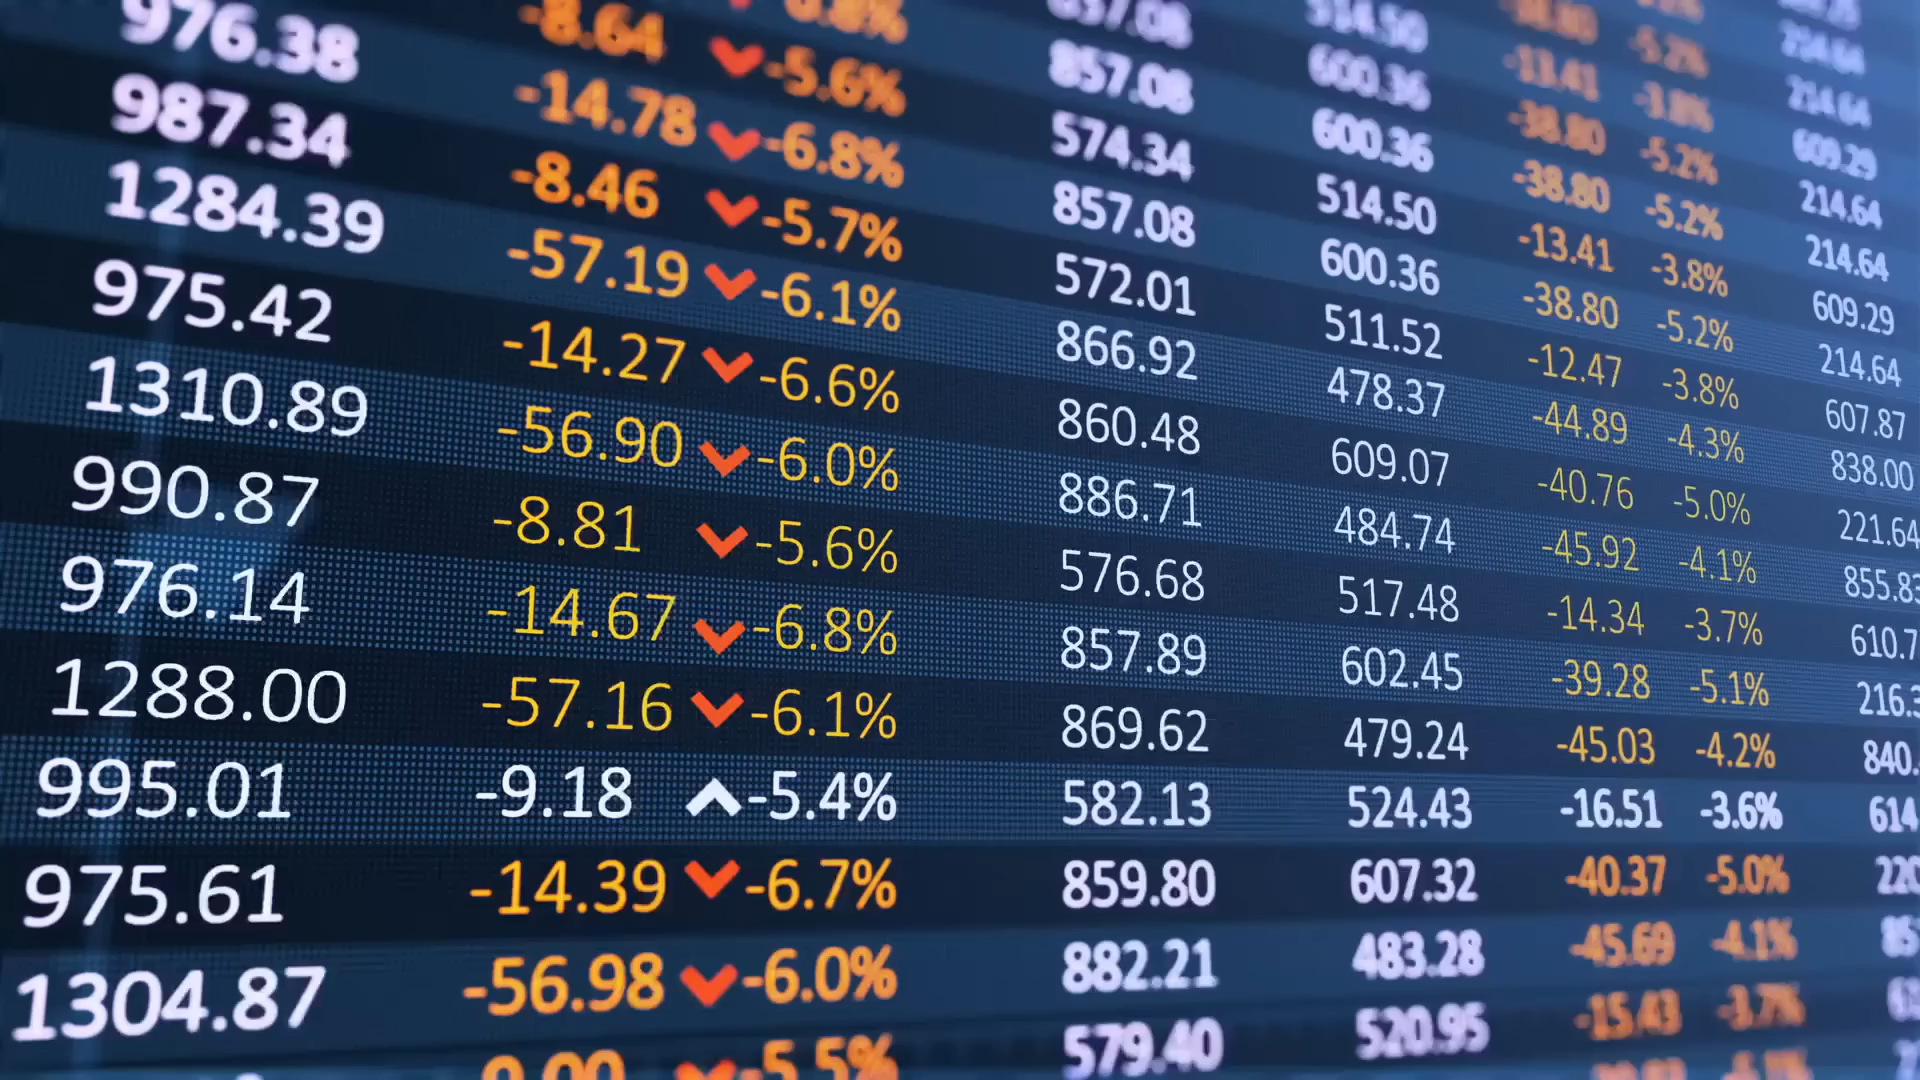 214.64
-5.2% 214.64
514.50 -13.41 -3.8% 609.29
857.08 600.36 -38.80 -5.2% 214.64
857.08 600.36 -38.80 -5.2% 214.64
-8.64 -5.6% 574.34 514.50 -13.41 -3.8% 609.29
976.38 -14.78 -6.8% 857.08 600.36 -38.80 -5.2% 214.64
987.34 -8.46 -5.7% 572.01 511.52 -12.47 -3.8% 607.87
1284.39 -57.19 -6.1% 866.92 478.37 -44.89 -4.3% 838.00
975.42 -14.27 -6.6% 860.48 609.07 -40.76 -5.0% 221.64
1310.89 -56.90 -6.0% 886.71 484.74 -45.92 -4.1% 855.83
990.87 -8.81 -5.6% 576.68 517.48 -14.34 -3.7% 610.7
976.14 -14.67 -6.8% 857.89 602.45 -39.28 -5.1% 216.3
1288.00 -57.16 -6.1% 869.62 479.24 -45.03 -4.2% 840.
995.01 -9.18 -5.4% 582.13 524.43 -16.51 -3.6% 614
975.61 -14.39 -6.7% 859.80 607.32 -40.37 -5.0% 220
1304.87 -56.98 -6.0% 882.21 483.28 -45.69 -4.1%
-5.5% 579.40 520.95 -15.43 -3.7%